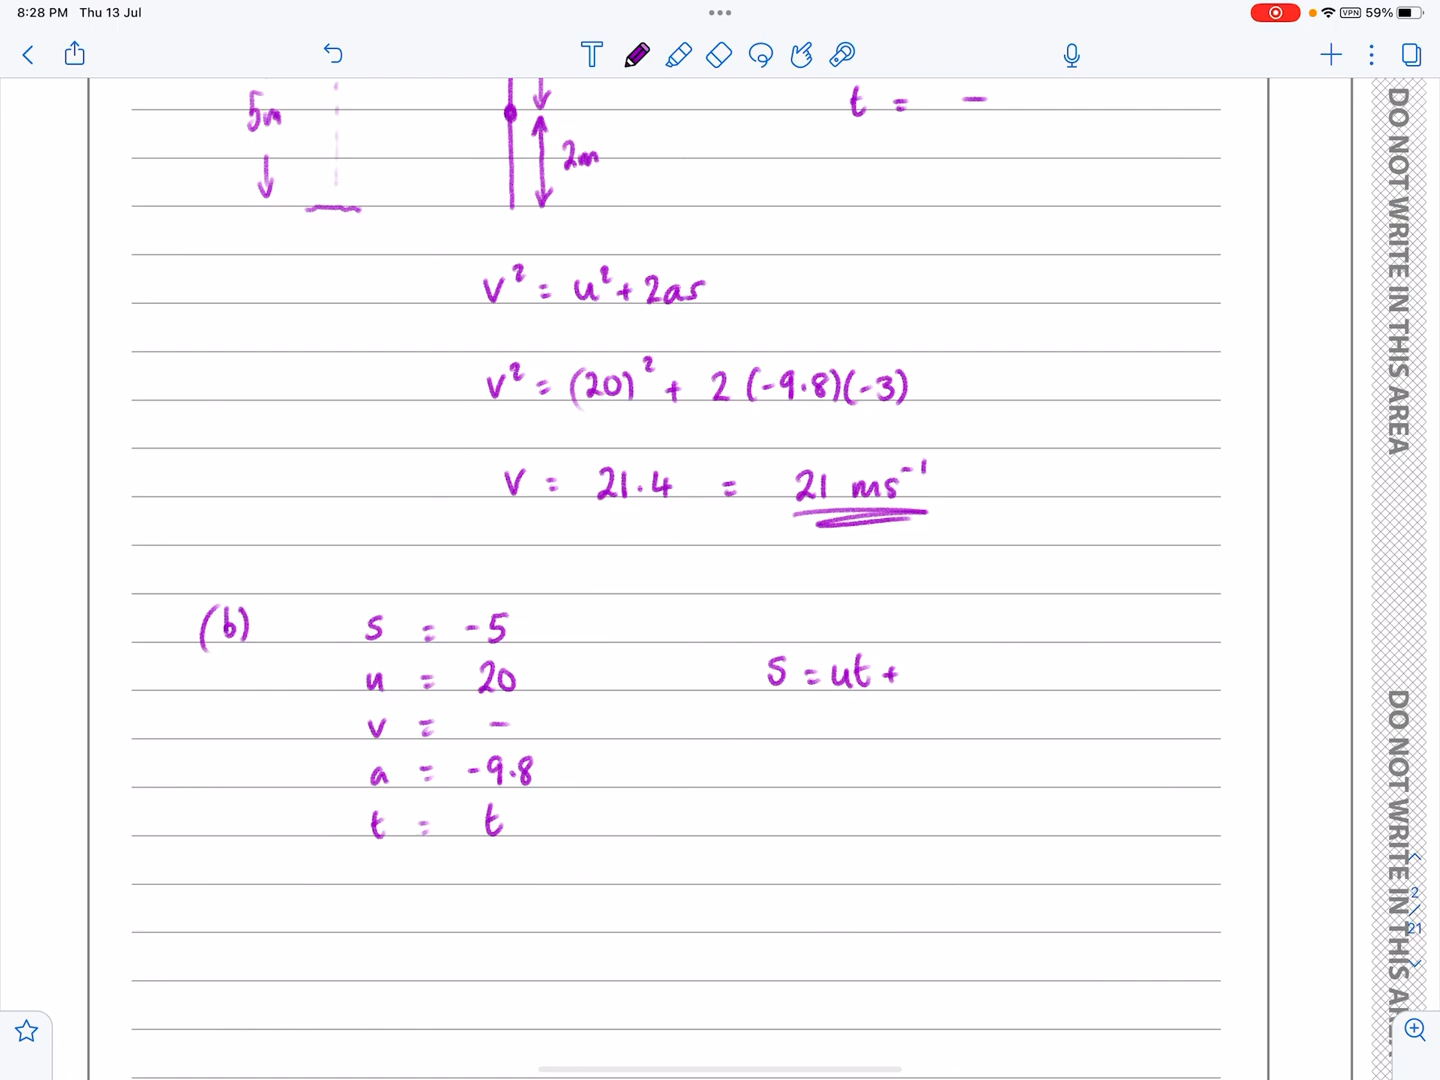 8:28 PM Thu 13 Jul
VPN 59%
T
5m
2m
t = -
v² = u² + 2as
v² = (20)² + 2 (-9.8)(-3)
v = 21.4 = 21 ms⁻¹
(b) s = -5
u = 20
v = -
a = -9.8
t = t
s = ut +
DO NOT WRITE IN THIS AREA
DO NOT WRITE IN THIS A
2
/
21